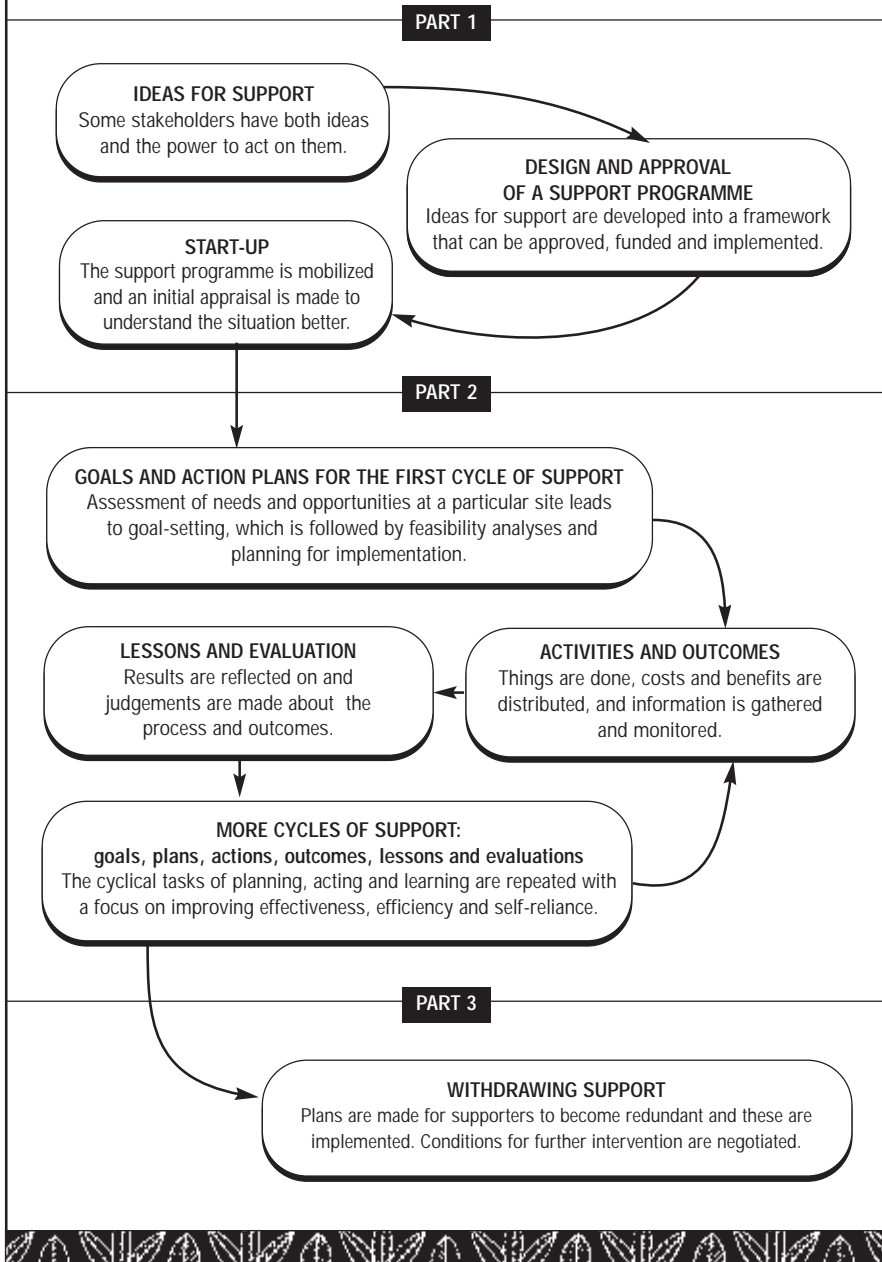 PART 1
IDEAS FOR SUPPORT
Some stakeholders have both ideas
and the power to act on them.
DESIGN AND APPROVAL
OF A SUPPORT PROGRAMME
Ideas for support are developed into a framework
that can be approved, funded and implemented.
START-UP
The support programme is mobilized
and an initial appraisal is made to
understand the situation better.
PART 2
GOALS AND ACTION PLANS FOR THE FIRST CYCLE OF SUPPORT
Assessment of needs and opportunities at a particular site leads
to goal-setting, which is followed by feasibility analyses and
planning for implementation.
LESSONS AND EVALUATION
Results are reflected on and
judgements are made about the
process and outcomes.
ACTIVITIES AND OUTCOMES
Things are done, costs and benefits are
distributed, and information is gathered
and monitored.
MORE CYCLES OF SUPPORT:
goals, plans, actions, outcomes, lessons and evaluations
The cyclical tasks of planning, acting and learning are repeated with
a focus on improving effectiveness, efficiency and self-reliance.
PART 3
WITHDRAWING SUPPORT
Plans are made for supporters to become redundant and these are
implemented. Conditions for further intervention are negotiated.